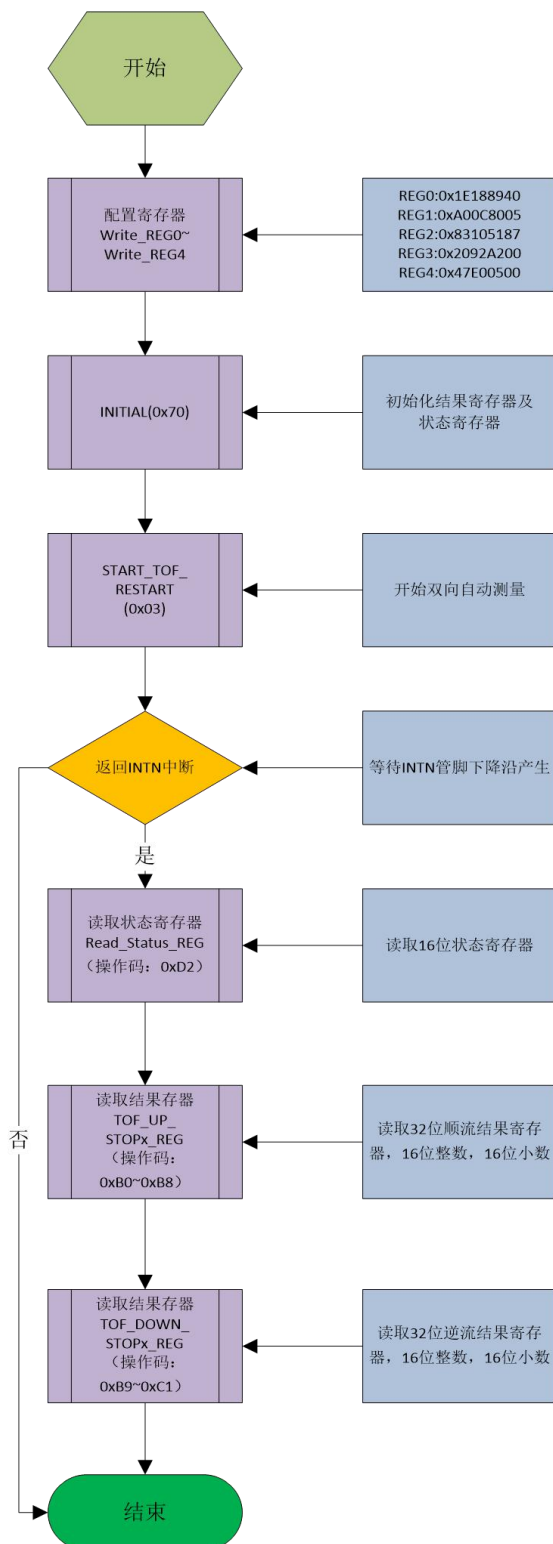 开始
配置寄存器
Write_REG0~
Write_REG4
REG0:0x1E188940
REG1:0xA00C8005
REG2:0x83105187
REG3:0x2092A200
REG4:0x47E00500
INITIAL(0x70)
初始化结果寄存器及
状态寄存器
START_TOF_
RESTART
(0x03)
开始双向自动测量
返回INTN中断
等待INTN管脚下降沿产生
是
读取状态寄存器
Read_Status_REG
（操作码：0xD2）
读取16位状态寄存器
否
读取结果存器
TOF_UP_
STOPx_REG
（操作码：
0xB0~0xB8）
读取32位顺流结果寄存
器，16位整数，16位小数
读取结果存器
TOF_DOWN_
STOPx_REG
（操作码：
0xB9~0xC1）
读取32位逆流结果寄存
器，16位整数，16位小数
结束